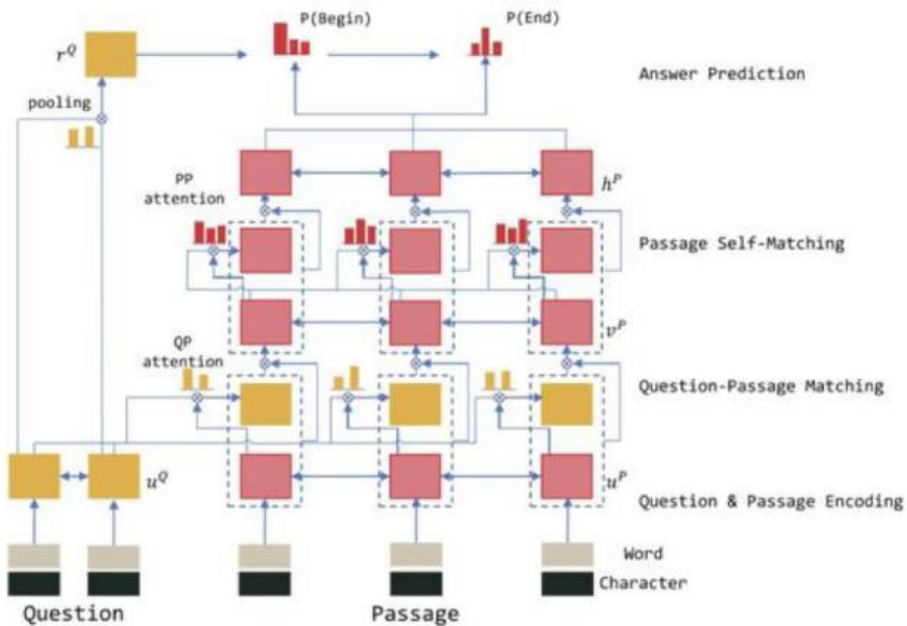 P(Begin)
P(End)
r^Q
Answer Prediction
pooling
PP
attention
h^P
Passage Self-Matching
v^P
QP
attention
Question-Passage Matching
u^Q
u^P
Question & Passage Encoding
Word
Character
Question
Passage